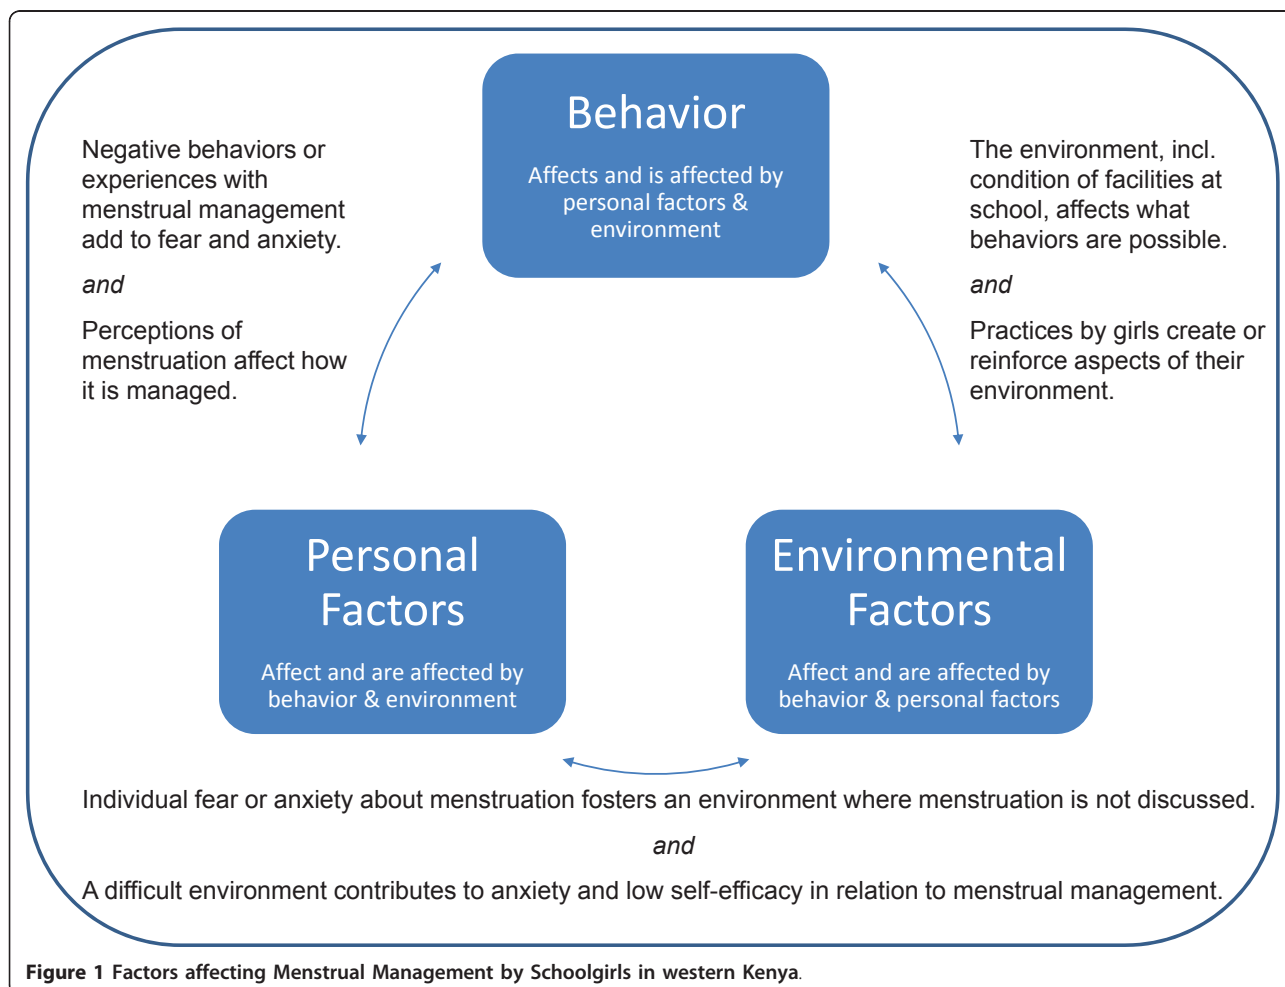 Behavior
Affects and is affected by
personal factors &
environment
Negative behaviors or
experiences with
menstrual management
add to fear and anxiety.
and
Perceptions of
menstruation affect how
it is managed.
The environment, incl.
condition of facilities at
school, affects what
behaviors are possible.
and
Practices by girls create or
reinforce aspects of their
environment.
Personal
Factors
Affect and are affected by
behavior & environment
Environmental
Factors
Affect and are affected by
behavior & personal factors
Individual fear or anxiety about menstruation fosters an environment where menstruation is not discussed.
and
A difficult environment contributes to anxiety and low self-efficacy in relation to menstrual management.
Figure 1 Factors affecting Menstrual Management by Schoolgirls in western Kenya.